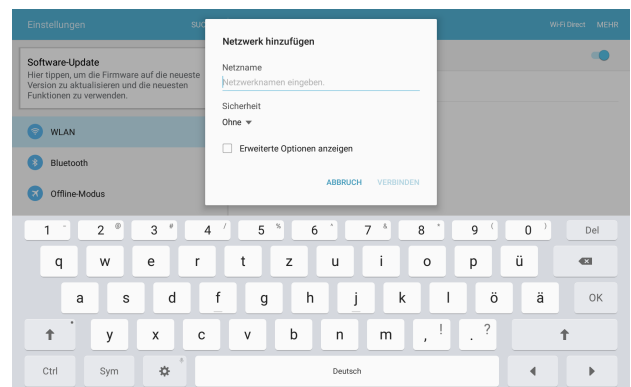 Einstellungen
Wi-Fi Direct MEHR
Netzwerk hinzufügen
Software-Update
Hier tippen, um die Firmware auf die neueste
Version zu aktualisieren und die neuesten
Funktionen zu verwenden.
Netzname
Netzwerknamen eingeben.
Sicherheit
Ohne
WLAN
Erweiterte Optionen anzeigen
Bluetooth
ABBRUCH VERBINDEN
Offline-Modus
1 - 2 @ 3 # 4 / 5 % 6 ^ 7 & 8 * 9 ( 0 ) Del
q w e r t z u i o p ü
a s d f g h j k l ö ä OK
y x c v b n m , ! . ?
Ctrl Sym Deutsch